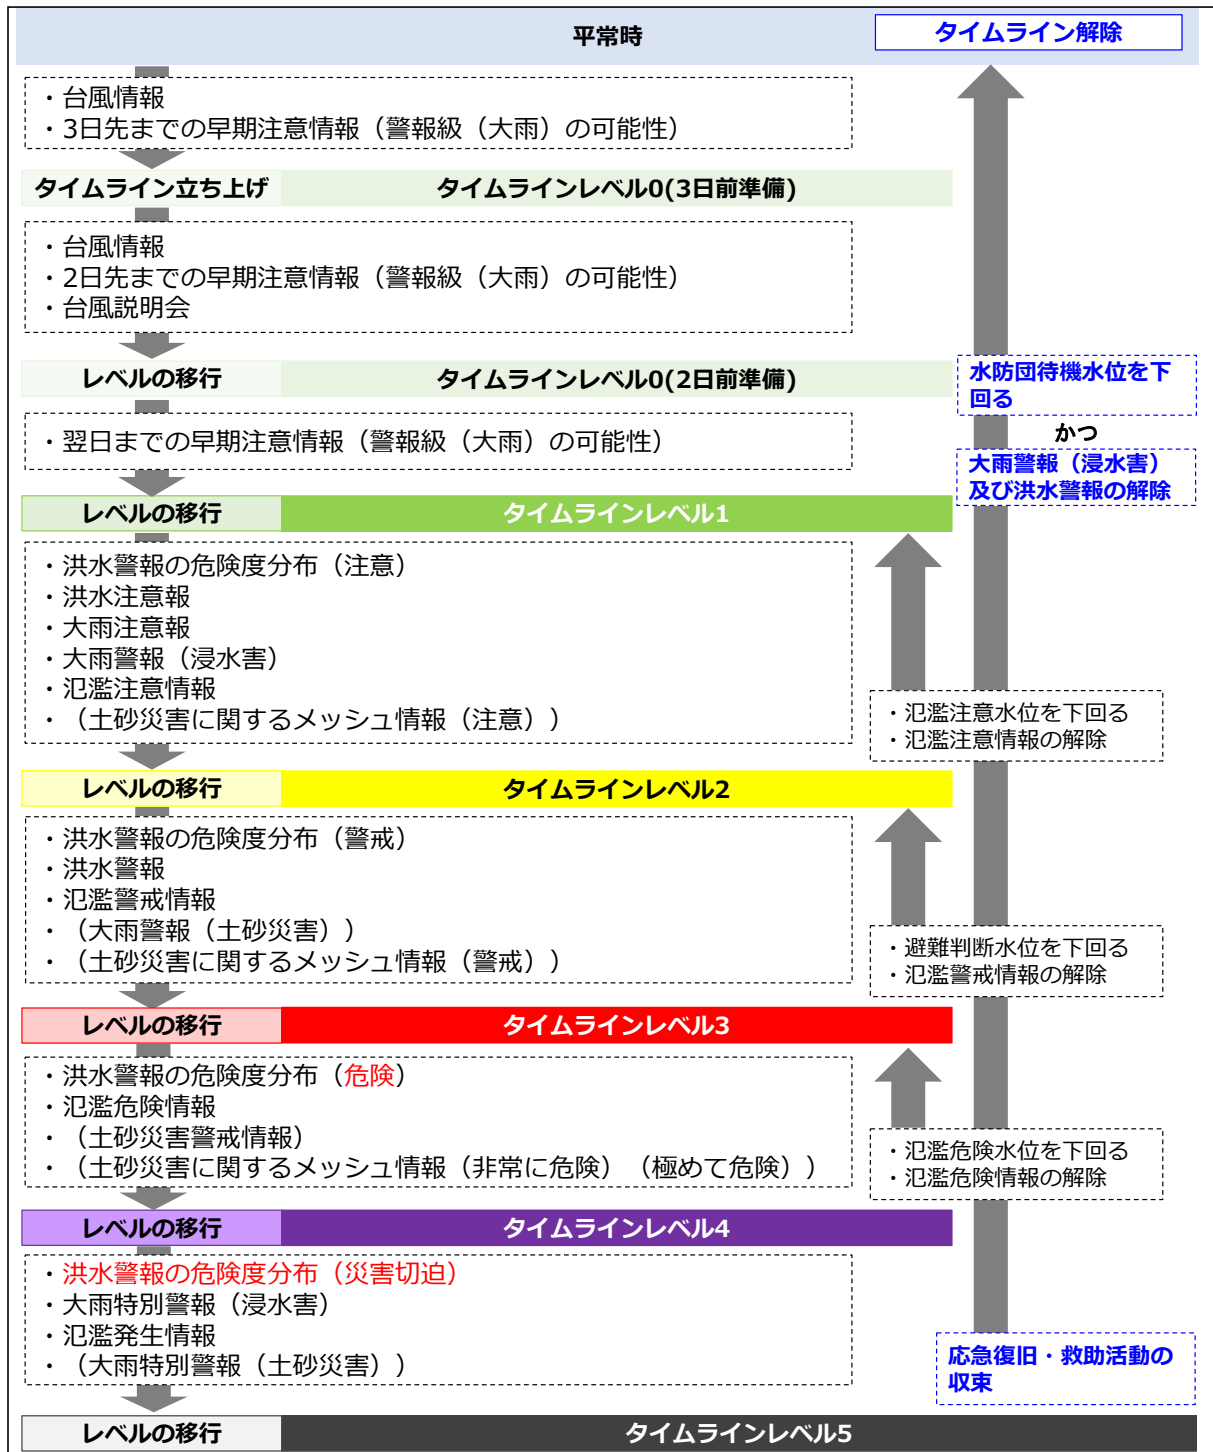 平常時
タイムライン解除
・台風情報
・3日先までの早期注意情報（警報級（大雨）の可能性）
タイムライン立ち上げ
タイムラインレベル0(3日前準備)
・台風情報
・2日先までの早期注意情報（警報級（大雨）の可能性）
・台風説明会
レベルの移行
タイムラインレベル0(2日前準備)
水防団待機水位を下
回る
かつ
大雨警報（浸水害）
及び洪水警報の解除
・翌日までの早期注意情報（警報級（大雨）の可能性）
レベルの移行
タイムラインレベル1
・洪水警報の危険度分布（注意）
・洪水注意報
・大雨注意報
・大雨警報（浸水害）
・氾濫注意情報
・（土砂災害に関するメッシュ情報（注意））
・氾濫注意水位を下回る
・氾濫注意情報の解除
レベルの移行
タイムラインレベル2
・洪水警報の危険度分布（警戒）
・洪水警報
・氾濫警戒情報
・（大雨警報（土砂災害））
・（土砂災害に関するメッシュ情報（警戒））
・避難判断水位を下回る
・氾濫警戒情報の解除
レベルの移行
タイムラインレベル3
・洪水警報の危険度分布（危険）
・氾濫危険情報
・（土砂災害警戒情報）
・（土砂災害に関するメッシュ情報（非常に危険）（極めて危険））
・氾濫危険水位を下回る
・氾濫危険情報の解除
レベルの移行
タイムラインレベル4
・洪水警報の危険度分布（災害切迫）
・大雨特別警報（浸水害）
・氾濫発生情報
・（大雨特別警報（土砂災害））
応急復旧・救助活動の
収束
レベルの移行
タイムラインレベル5